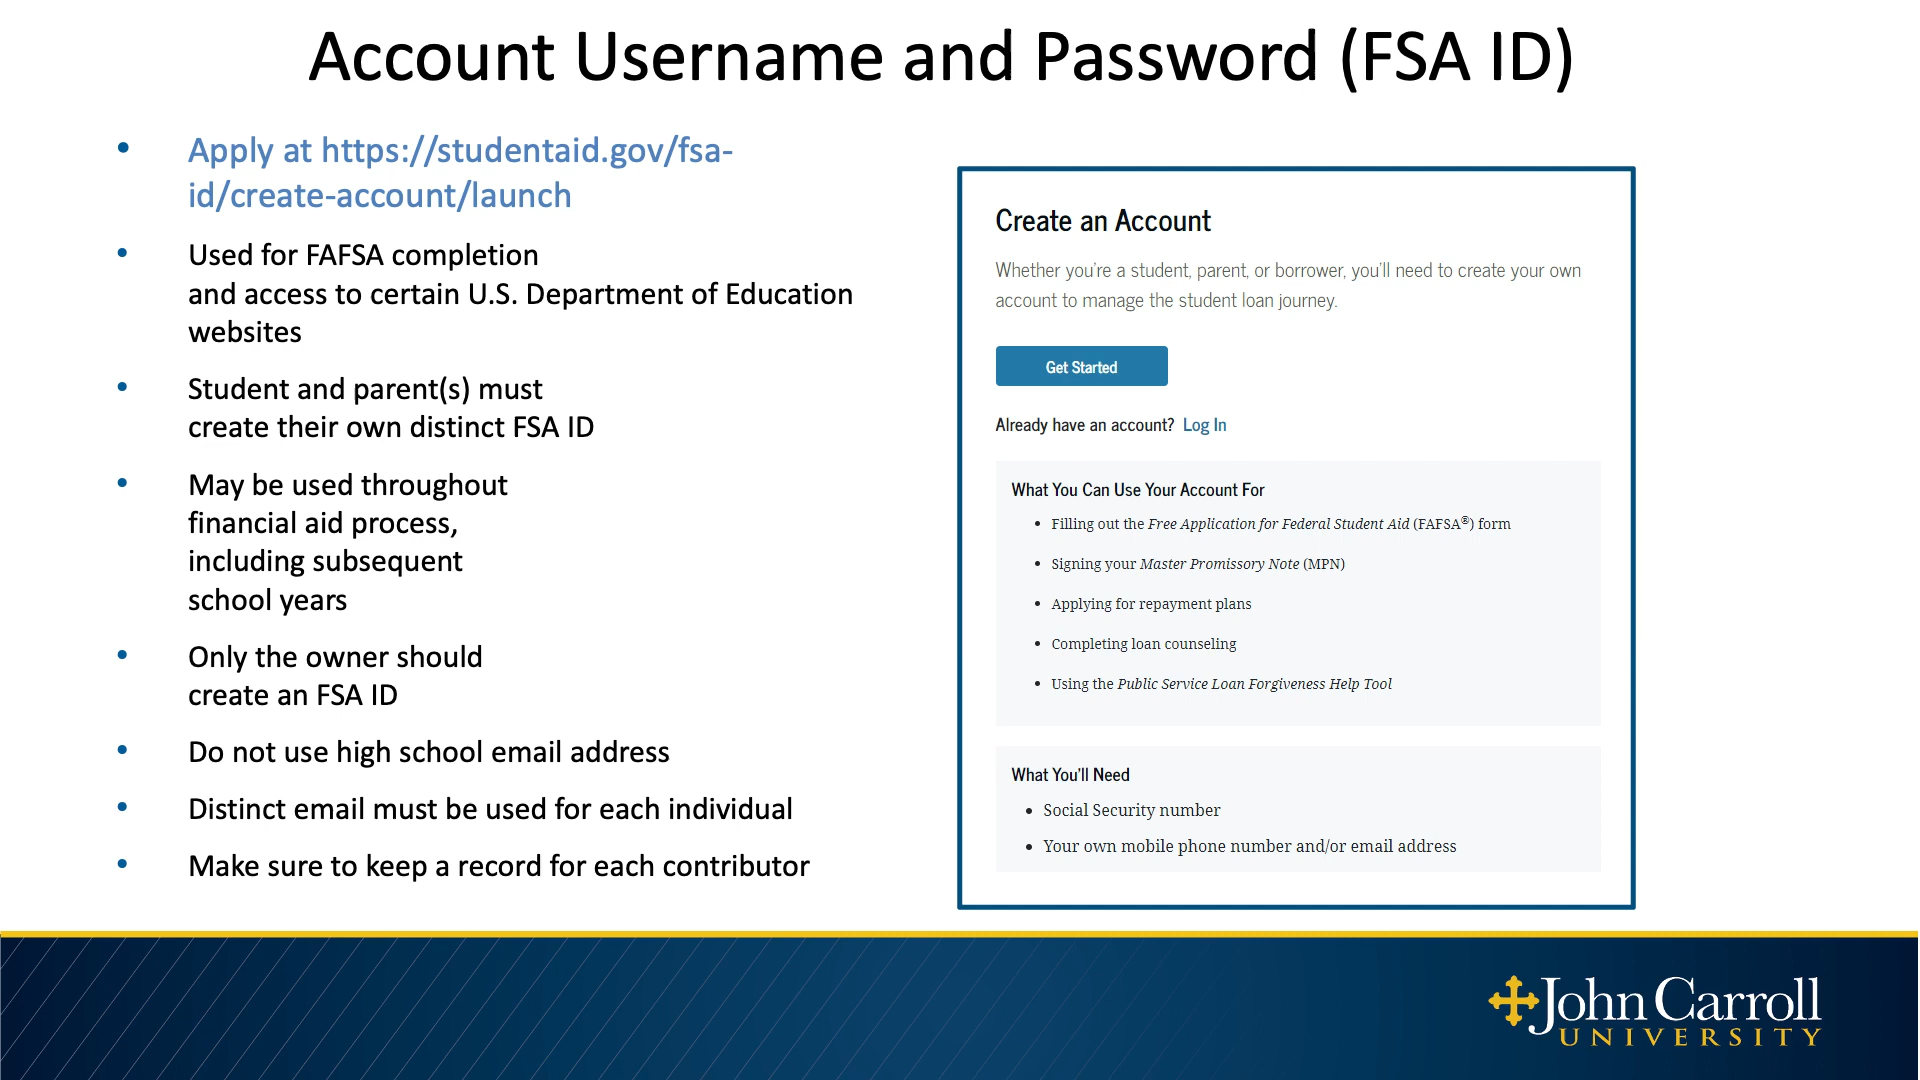 Account Username and Password (FSA ID)
• Apply at https://studentaid.gov/fsa-
id/create-account/launch
• Used for FAFSA completion
and access to certain U.S. Department of Education
websites
• Student and parent(s) must
create their own distinct FSA ID
• May be used throughout
financial aid process,
including subsequent
school years
• Only the owner should
create an FSA ID
• Do not use high school email address
• Distinct email must be used for each individual
• Make sure to keep a record for each contributor
Create an Account
Whether you're a student, parent, or borrower, you'll need to create your own
account to manage the student loan journey.
Get Started
Already have an account? Log In
What You Can Use Your Account For
• Filling out the Free Application for Federal Student Aid (FAFSA®) form
• Signing your Master Promissory Note (MPN)
• Applying for repayment plans
• Completing loan counseling
• Using the Public Service Loan Forgiveness Help Tool
What You'll Need
• Social Security number
• Your own mobile phone number and/or email address
John Carroll
UNIVERSITY